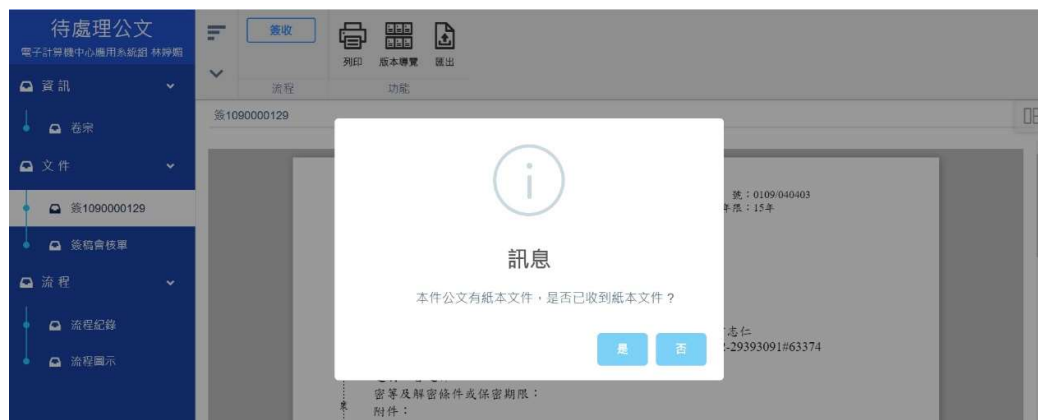 待處理公文
電子計算機中心應用系統組 林婷媚
資訊
卷宗
文件
簽1090000129
簽稿會核單
流程
流程紀錄
流程圖示
簽收
流程
列印
版本導覽
匯出
功能
簽1090000129
號：0109/040403
年限：15年
訊息
本件公文有紙本文件，是否已收到紙本文件？
是
否
志仁
-29393091#63374
密等及解密條件或保密期限：
附件：